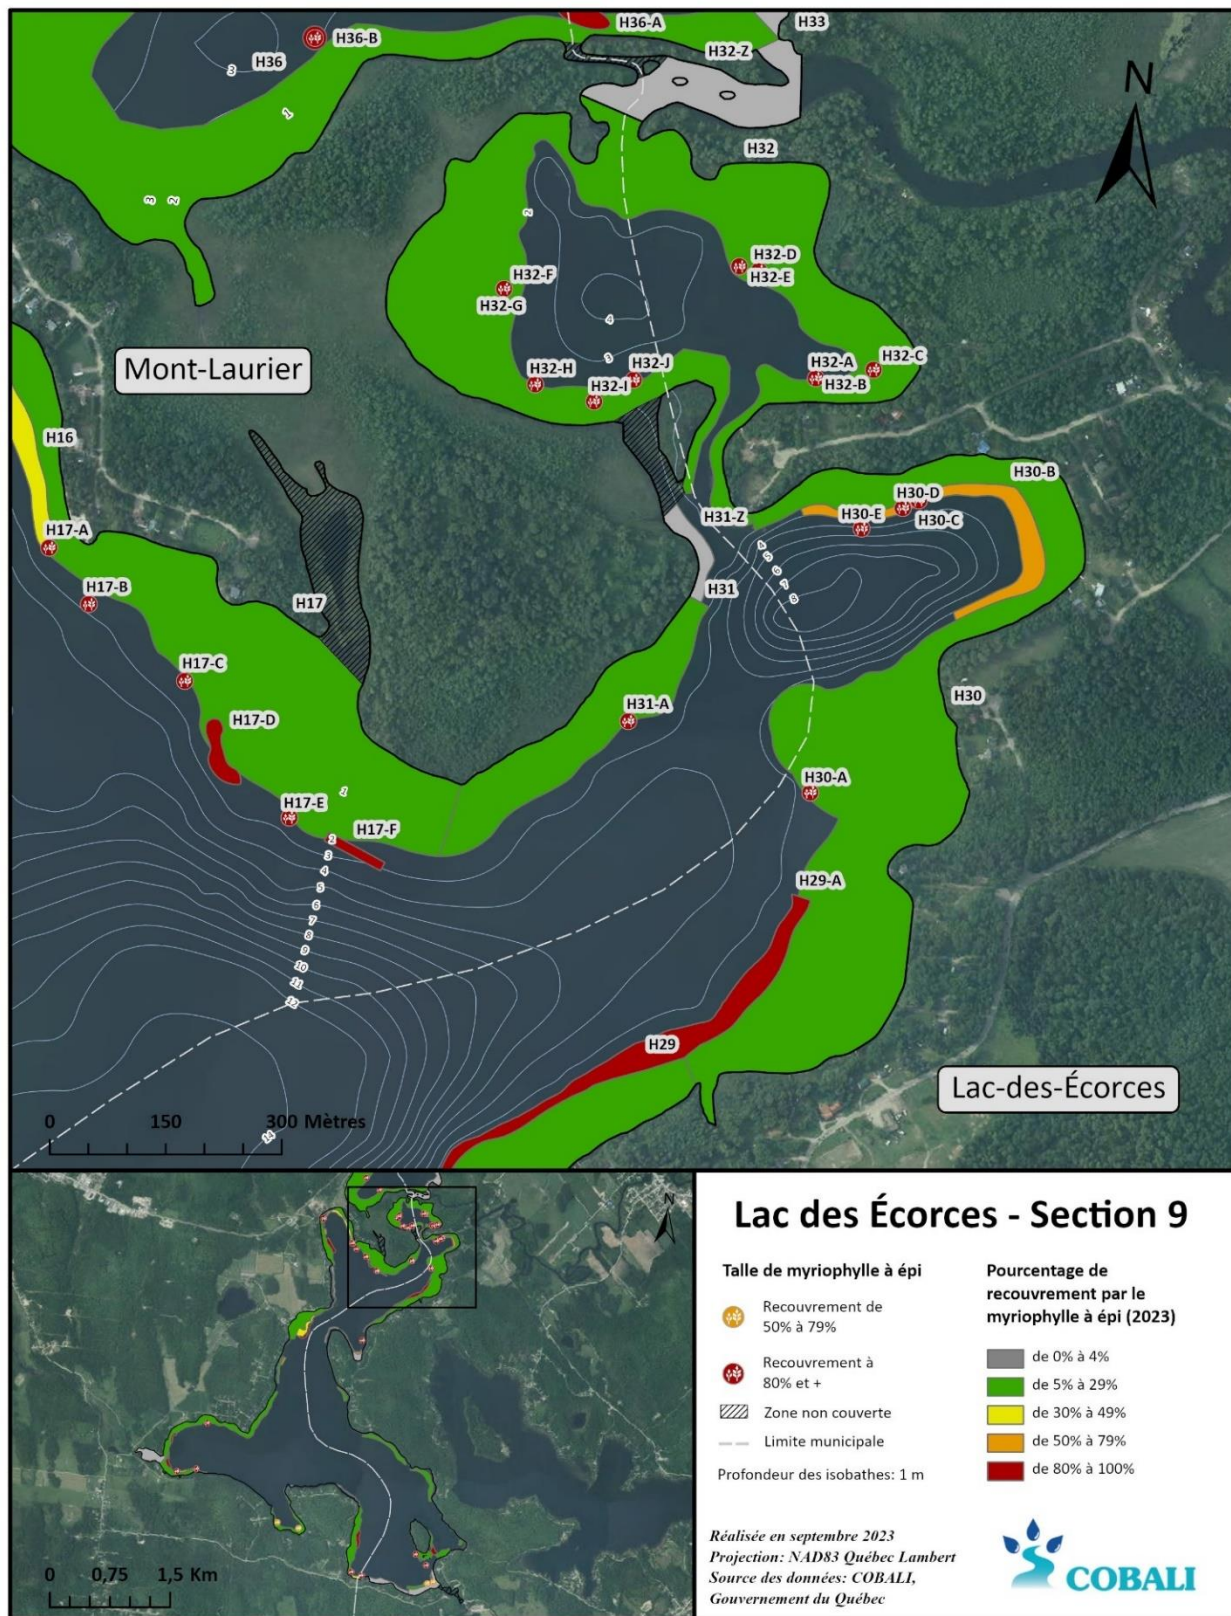 H36-A
H33
H36-B
H36
H32-Z
3
1
N
H32
3
2
2
H32-D
H32-E
H32-F
H32-G
4
3
Mont-Laurier
H32-J
H32-H
H32-I
H32-A
H32-C
H32-B
H16
H30-B
H30-D
H30-E
H30-C
H31-Z
H17-A
4
5
6
7
8
H17-B
H17
H31
H17-C
H30
H31-A
H17-D
1
H30-A
H17-E
H17-F
2
3
4
5
6
7
8
9
10
11
12
H29-A
H29
Lac-des-Écorces
0 150 300 Mètres
14
N
0 0,75 1,5 Km
Lac des Écorces - Section 9
Talle de myriophylle à épi
Recouvrement de
50% à 79%
Recouvrement à
80% et +
Zone non couverte
Limite municipale
Profondeur des isobathes: 1 m
Pourcentage de
recouvrement par le
myriophylle à épi (2023)
de 0% à 4%
de 5% à 29%
de 30% à 49%
de 50% à 79%
de 80% à 100%
Réalisée en septembre 2023
Projection: NAD83 Québec Lambert
Source des données: COBALI,
Gouvernement du Québec
COBALI